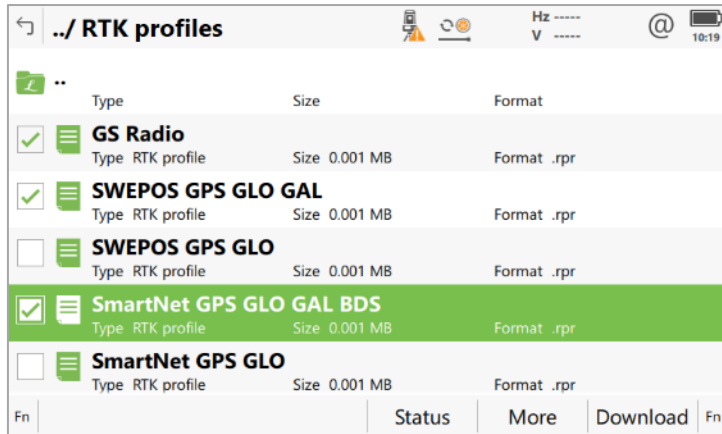 ../ RTK profiles Hz ----- @
V ----- 10:19
L ..
Type Size Format
GS Radio
Type RTK profile Size 0.001 MB Format .rpr
SWEPOS GPS GLO GAL
Type RTK profile Size 0.001 MB Format .rpr
SWEPOS GPS GLO
Type RTK profile Size 0.001 MB Format .rpr
SmartNet GPS GLO GAL BDS
Type RTK profile Size 0.001 MB Format .rpr
SmartNet GPS GLO
Type RTK profile Size 0.001 MB Format .rpr
Fn Status More Download Fn